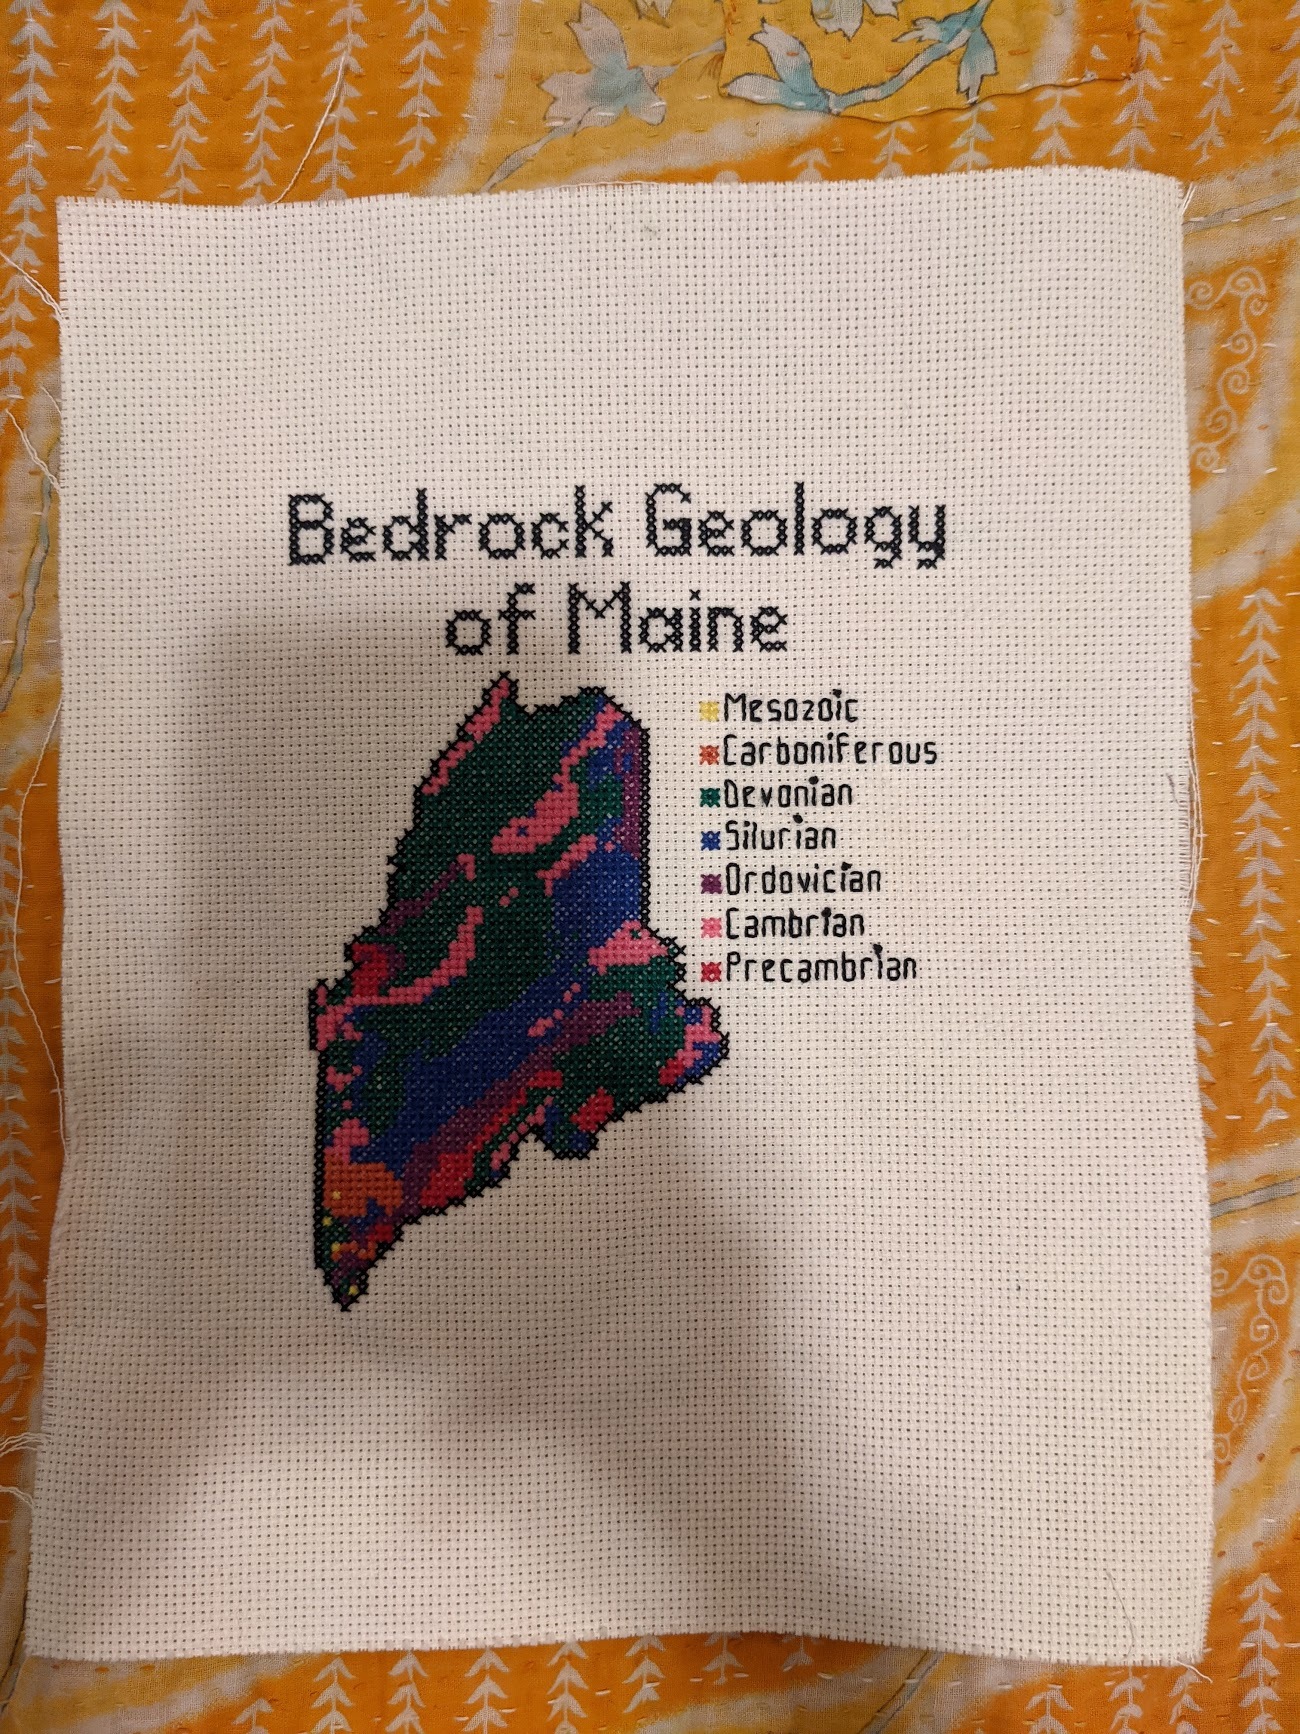 Bedrock Geology
of Maine
Mesozoic
Carboniferous
Devonian
Silurian
Ordovician
Cambrian
Precambrian